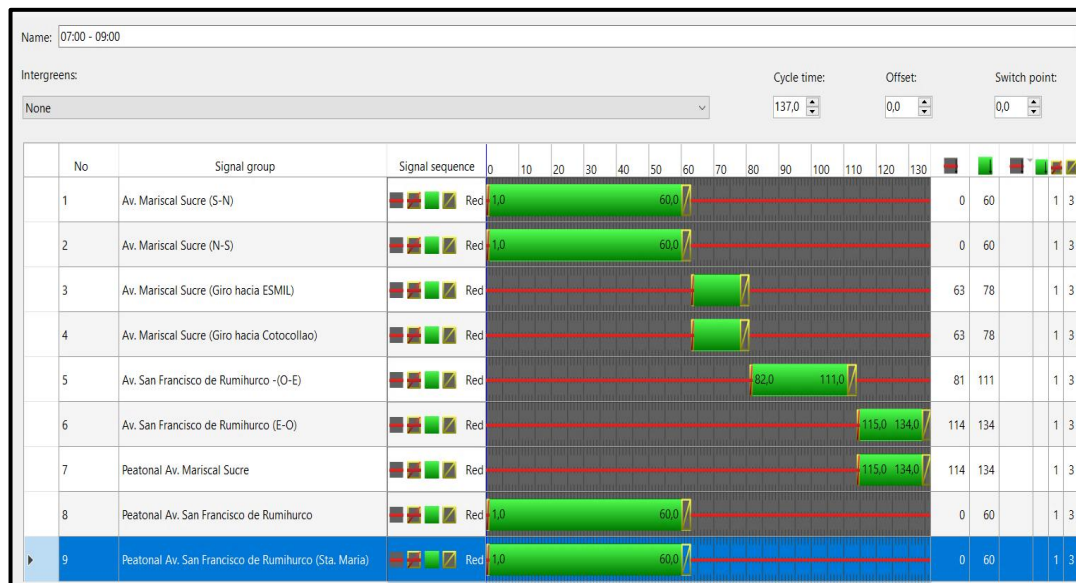 Name: 07:00 - 09:00
Intergreens: Cycle time: Offset: Switch point:
None 137,0 0,0 0,0
No Signal group Signal sequence 0 10 20 30 40 50 60 70 80 90 100 110 120 130
1 Av. Mariscal Sucre (S-N) Red 1,0 60,0 0 60 1 3
2 Av. Mariscal Sucre (N-S) Red 1,0 60,0 0 60 1 3
3 Av. Mariscal Sucre (Giro hacia ESMIL) Red 63 78 1 3
4 Av. Mariscal Sucre (Giro hacia Cotocollao) Red 63 78 1 3
5 Av. San Francisco de Rumihurco -(O-E) Red 82,0 111,0 81 111 1 3
6 Av. San Francisco de Rumihurco (E-O) Red 115,0 134,0 114 134 1 3
7 Peatonal Av. Mariscal Sucre Red 115,0 134,0 114 134 1 3
8 Peatonal Av. San Francisco de Rumihurco Red 1,0 60,0 0 60 1 3
9 Peatonal Av. San Francisco de Rumihurco (Sta. Maria) Red 1,0 60,0 0 60 1 3